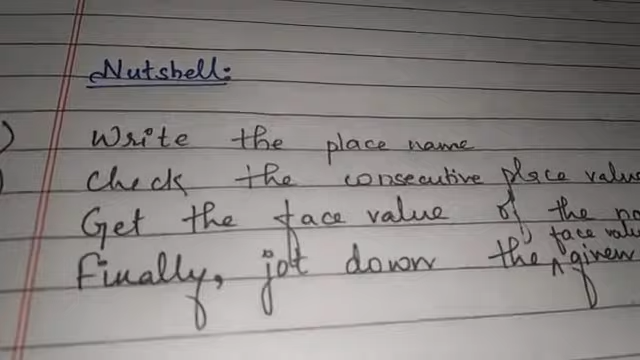 Nutshell:
) Write the place name
) Check the consecutive place value
Get the face value of the
face value
Finally, jot down the ^ given